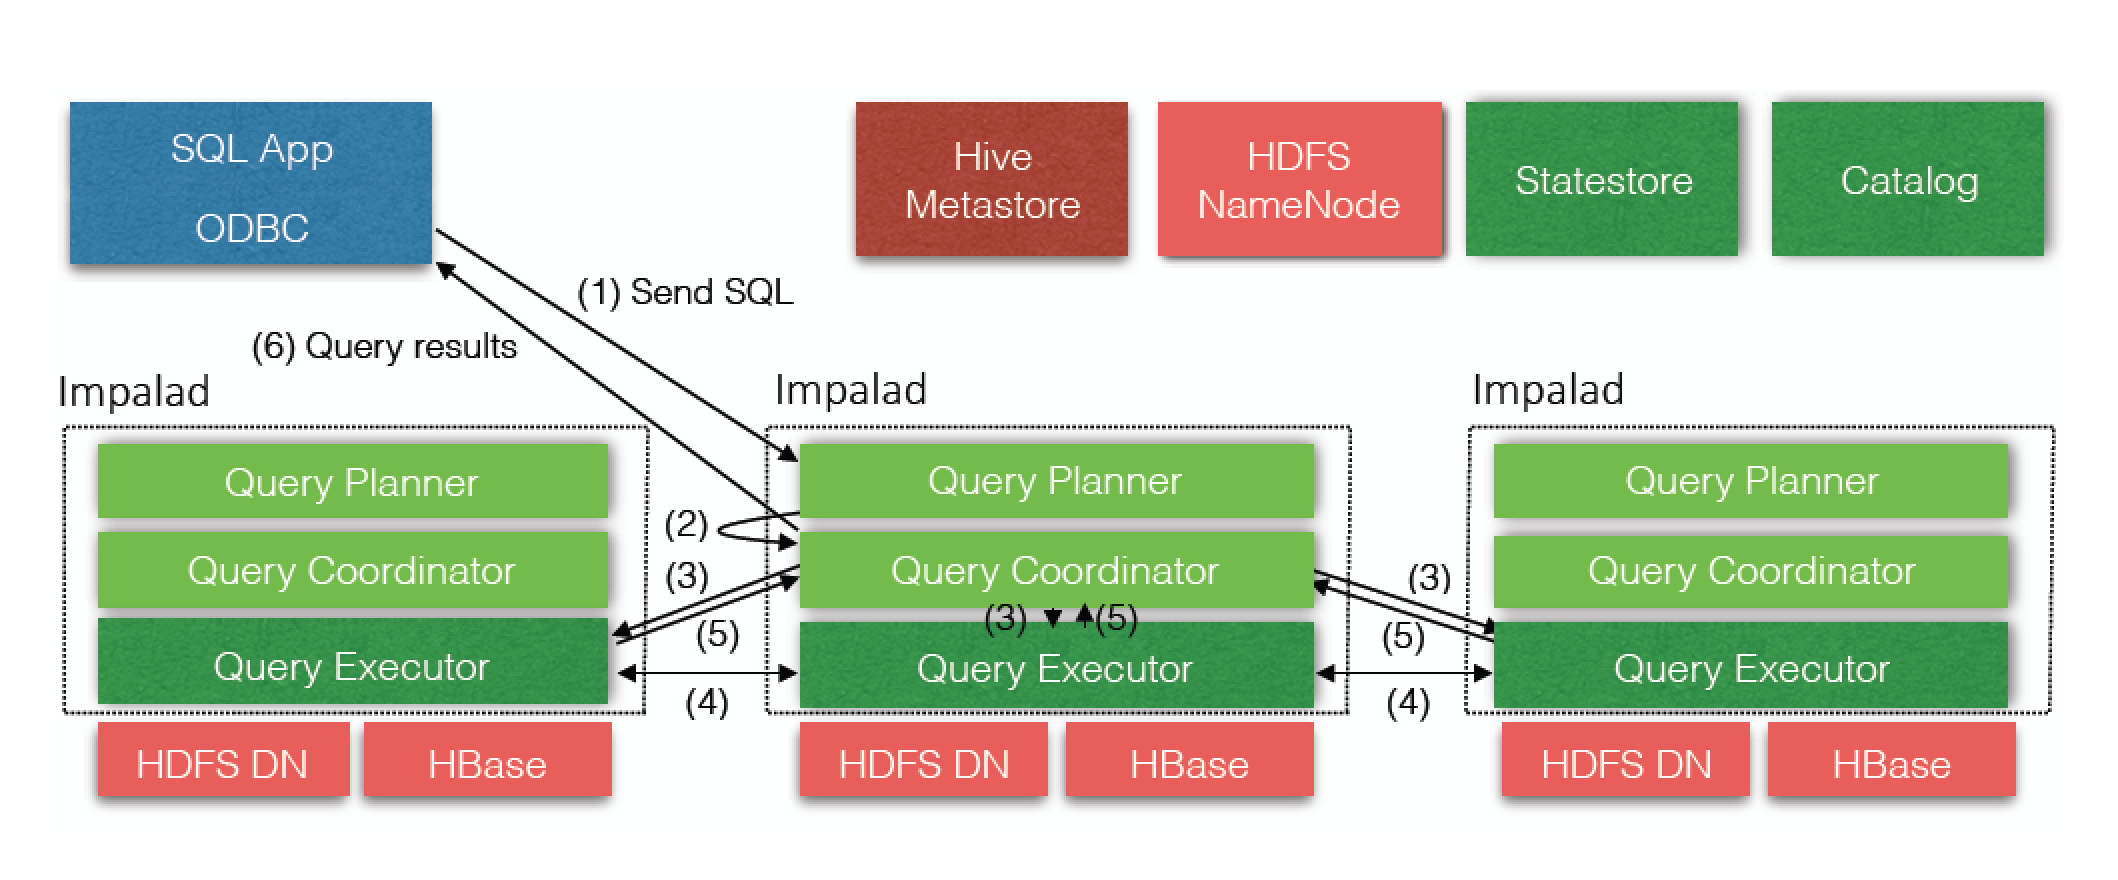 SQL App
ODBC
Hive
Metastore
HDFS
NameNode
Statestore
Catalog
(1) Send SQL
(6) Query results
Impalad
Impalad
Impalad
Query Planner
Query Coordinator
Query Executor
HDFS DN
HBase
(2)
(3)
(5)
(4)
Query Planner
Query Coordinator
(3) (5)
Query Executor
HDFS DN
HBase
(3)
(5)
(4)
Query Planner
Query Coordinator
Query Executor
HDFS DN
HBase